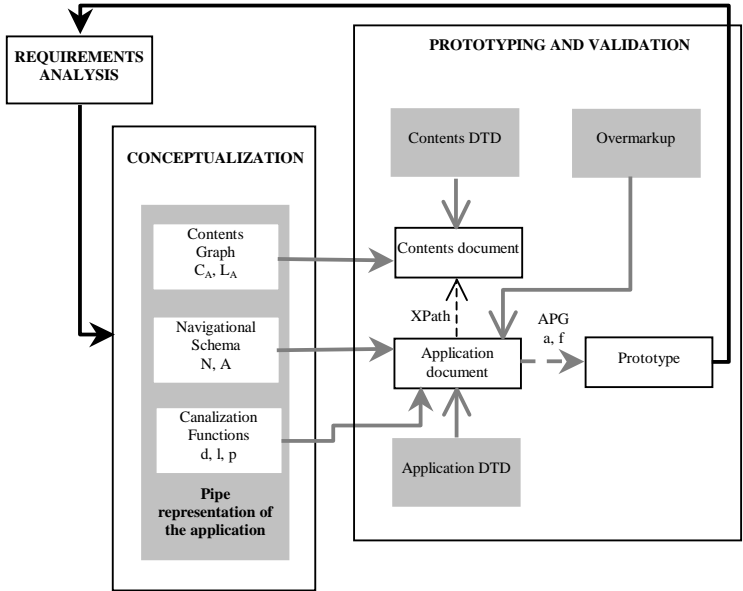 REQUIREMENTS
ANALYSIS
CONCEPTUALIZATION
Contents
Graph
C_A, L_A
Navigational
Schema
N, A
Canalization
Functions
d, l, p
Pipe
representation of
the application
PROTOTYPING AND VALIDATION
Contents DTD
Overmarkup
Contents document
XPath
APG
a, f
Application
document
Prototype
Application DTD